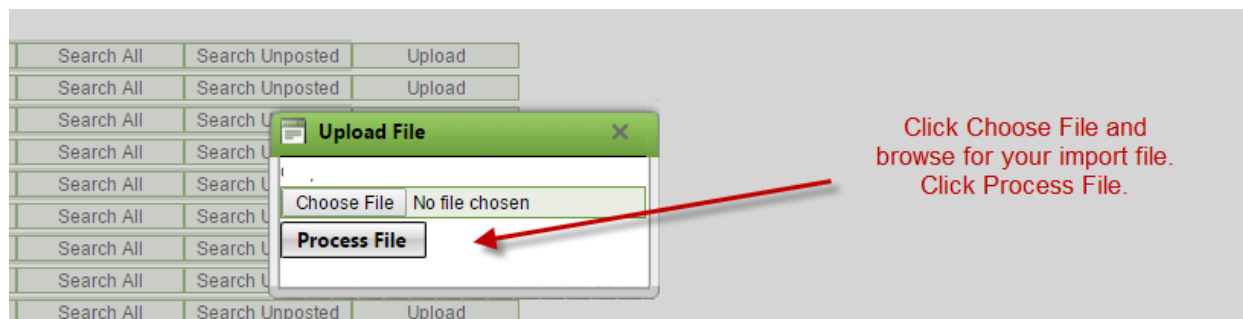 Search All Search Unposted Upload
Search All Search Unposted Upload
Search All Search U
Upload File
Click Choose File and
Search All Search U
browse for your import file.
Search All Search U
Click Process File.
Choose File No file chosen
Search All Search U
Process File
Search All Search U
Search All Search U
Search All Search Unposted Upload